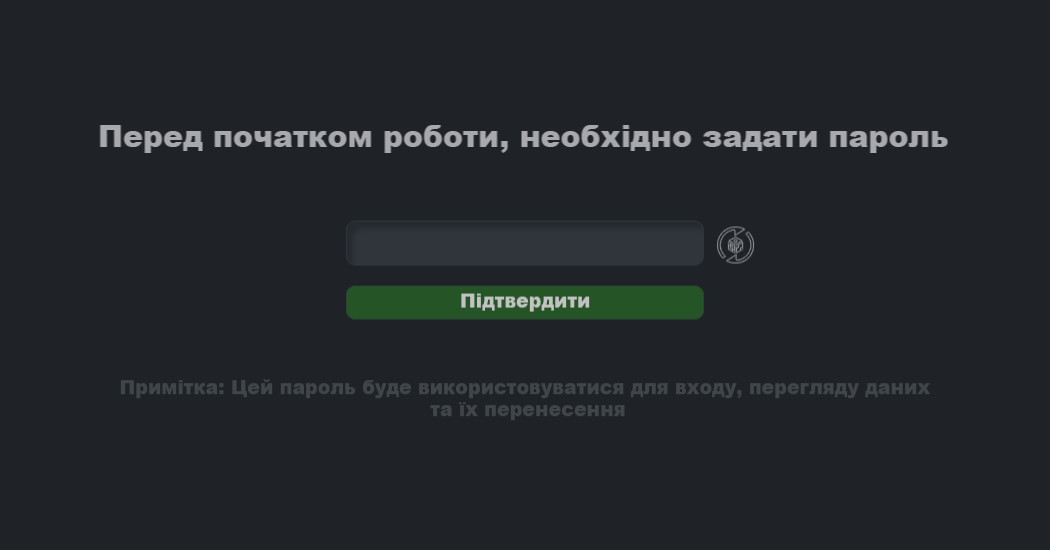 Перед початком роботи, необхідно задати пароль
Підтвердити
Примітка: Цей пароль буде використовуватися для входу, перегляду даних
та їх перенесення